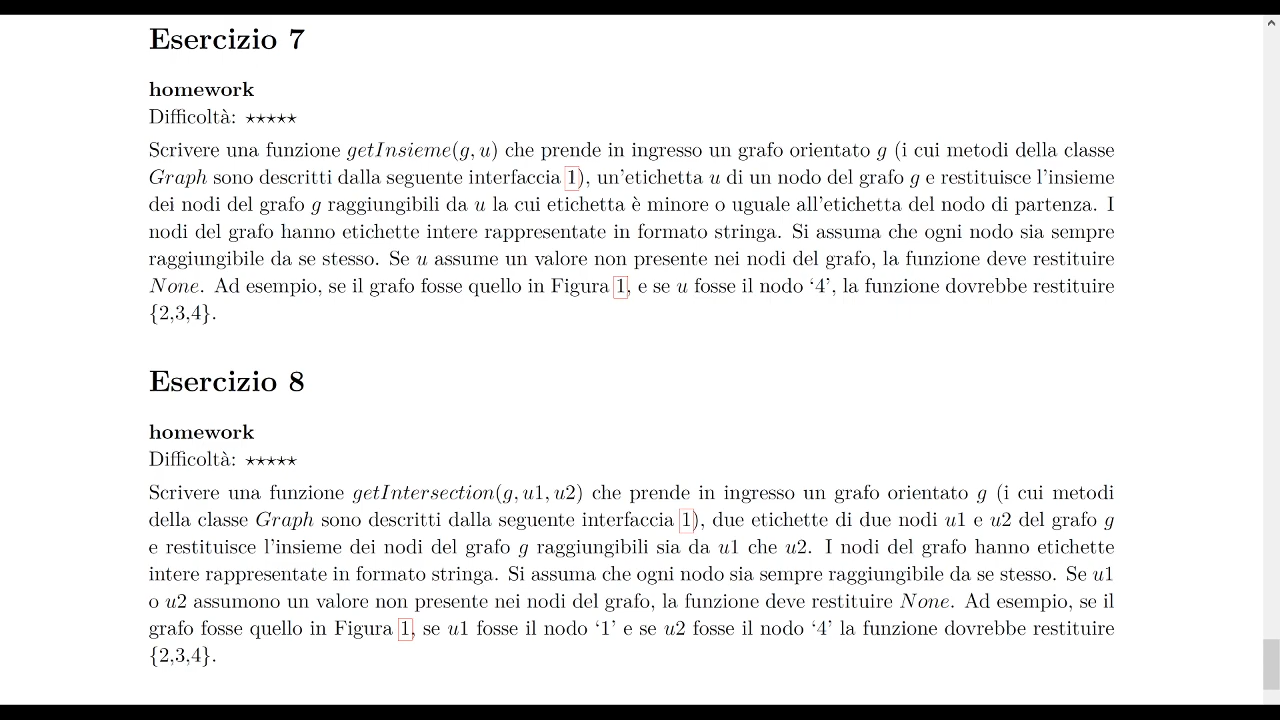 Esercizio 7
homework
Difficoltà: ⋆⋆⋆⋆⋆
Scrivere una funzione getInsieme(g, u) che prende in ingresso un grafo orientato g (i cui metodi della classe
Graph sono descritti dalla seguente interfaccia 1), un'etichetta u di un nodo del grafo g e restituisce l'insieme
dei nodi del grafo g raggiungibili da u la cui etichetta è minore o uguale all'etichetta del nodo di partenza. I
nodi del grafo hanno etichette intere rappresentate in formato stringa. Si assuma che ogni nodo sia sempre
raggiungibile da se stesso. Se u assume un valore non presente nei nodi del grafo, la funzione deve restituire
None. Ad esempio, se il grafo fosse quello in Figura 1, e se u fosse il nodo ‘4’, la funzione dovrebbe restituire
{2,3,4}.
Esercizio 8
homework
Difficoltà: ⋆⋆⋆⋆⋆
Scrivere una funzione getIntersection(g, u1, u2) che prende in ingresso un grafo orientato g (i cui metodi
della classe Graph sono descritti dalla seguente interfaccia 1), due etichette di due nodi u1 e u2 del grafo g
e restituisce l'insieme dei nodi del grafo g raggiungibili sia da u1 che u2. I nodi del grafo hanno etichette
intere rappresentate in formato stringa. Si assuma che ogni nodo sia sempre raggiungibile da se stesso. Se u1
o u2 assumono un valore non presente nei nodi del grafo, la funzione deve restituire None. Ad esempio, se il
grafo fosse quello in Figura 1, se u1 fosse il nodo ‘1’ e se u2 fosse il nodo ‘4’ la funzione dovrebbe restituire
{2,3,4}.